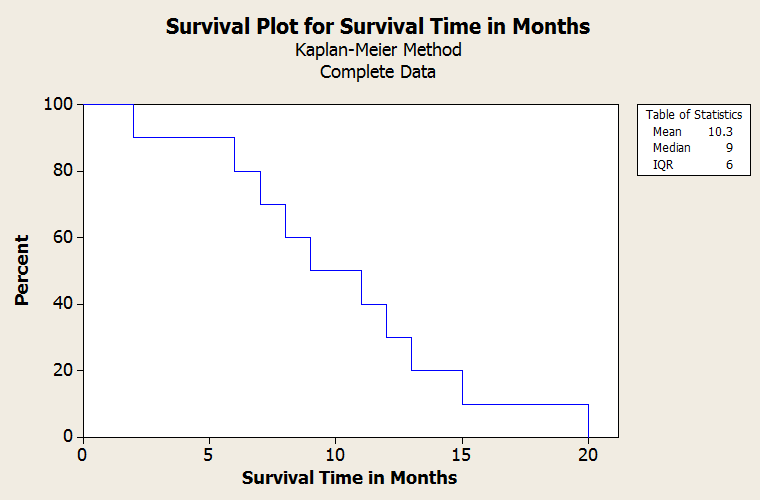 Survival Plot for Survival Time in Months
Kaplan-Meier Method
Complete Data
Table of Statistics
Mean 10.3
Median 9
IQR 6
100
80
60
40
20
0
Percent
0 5 10 15 20
Survival Time in Months